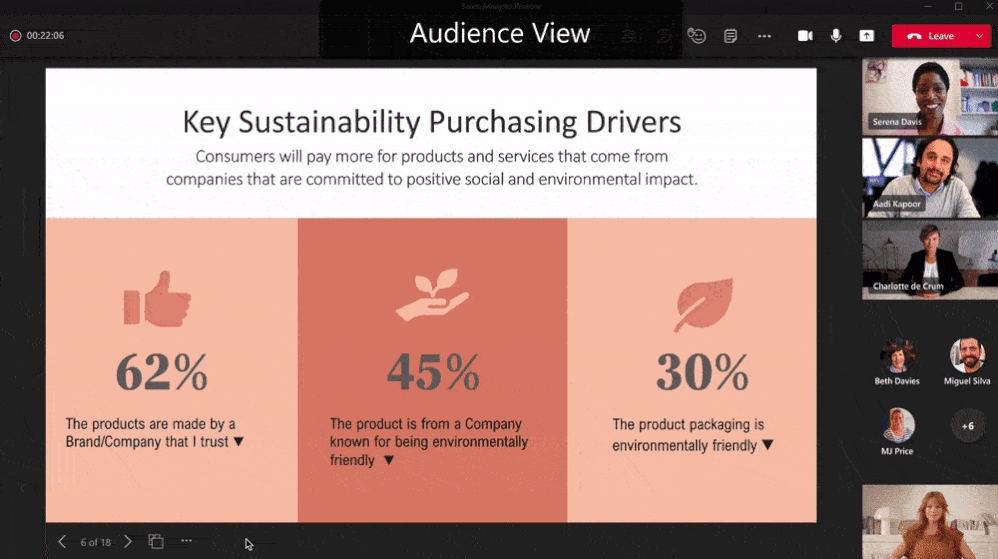 Audience View
00:22:06
Leave
Key Sustainability Purchasing Drivers
Consumers will pay more for products and services that come from
companies that are committed to positive social and environmental impact.
62%
The products are made by a
Brand/Company that I trust ▼
45%
The product is from a Company
known for being environmentally
friendly ▼
30%
The product packaging is
environmentally friendly ▼
Serena Davis
Aadi Kapoor
Charlotte de Crum
Beth Davies
Miguel Silva
MJ Price
+6
6 of 18